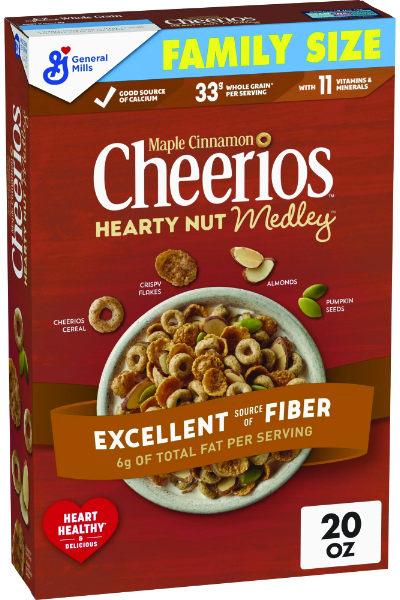 General
Mills
FAMILY SIZE
GOOD SOURCE
OF CALCIUM
33g WHOLE GRAIN*
PER SERVING
WITH 11 VITAMINS &
MINERALS
Maple Cinnamon
Cheerios™
HEARTY NUT Medley™
CRISPY
FLAKES
ALMONDS
CHEERIOS
CEREAL
PUMPKIN
SEEDS
EXCELLENT SOURCE OF FIBER
6g OF TOTAL FAT PER SERVING
HEART
HEALTHY*
&
DELICIOUS
20
OZ
Cheerios